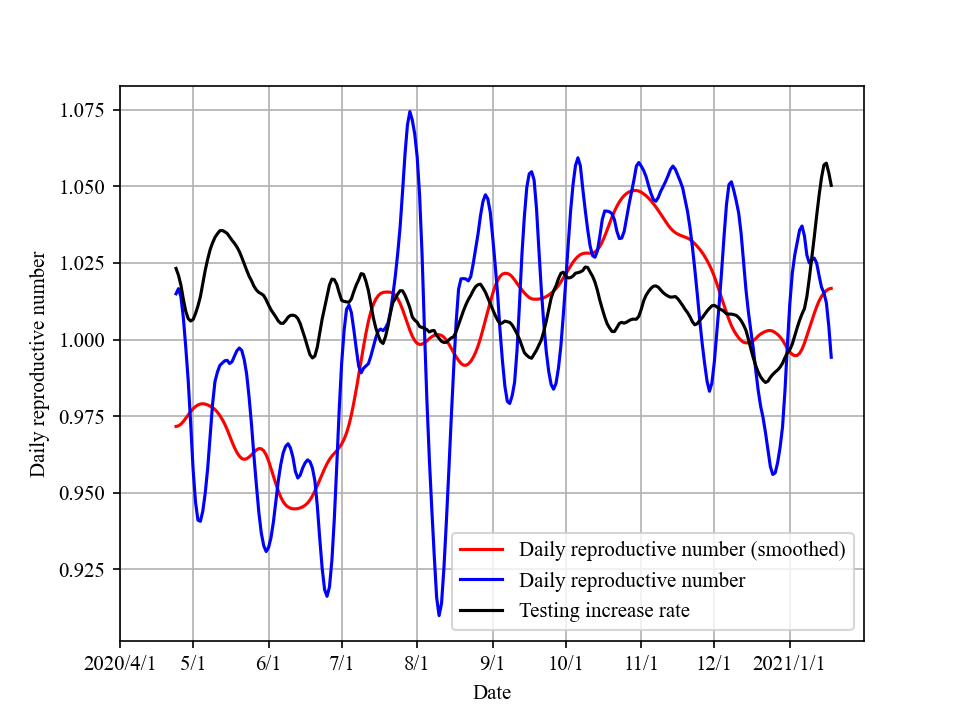 1.075
1.050
1.025
1.000
0.975
0.950
0.925
Daily reproductive number
Daily reproductive number (smoothed)
Daily reproductive number
Testing increase rate
2020/4/1 5/1 6/1 7/1 8/1 9/1 10/1 11/1 12/1 2021/1/1
Date